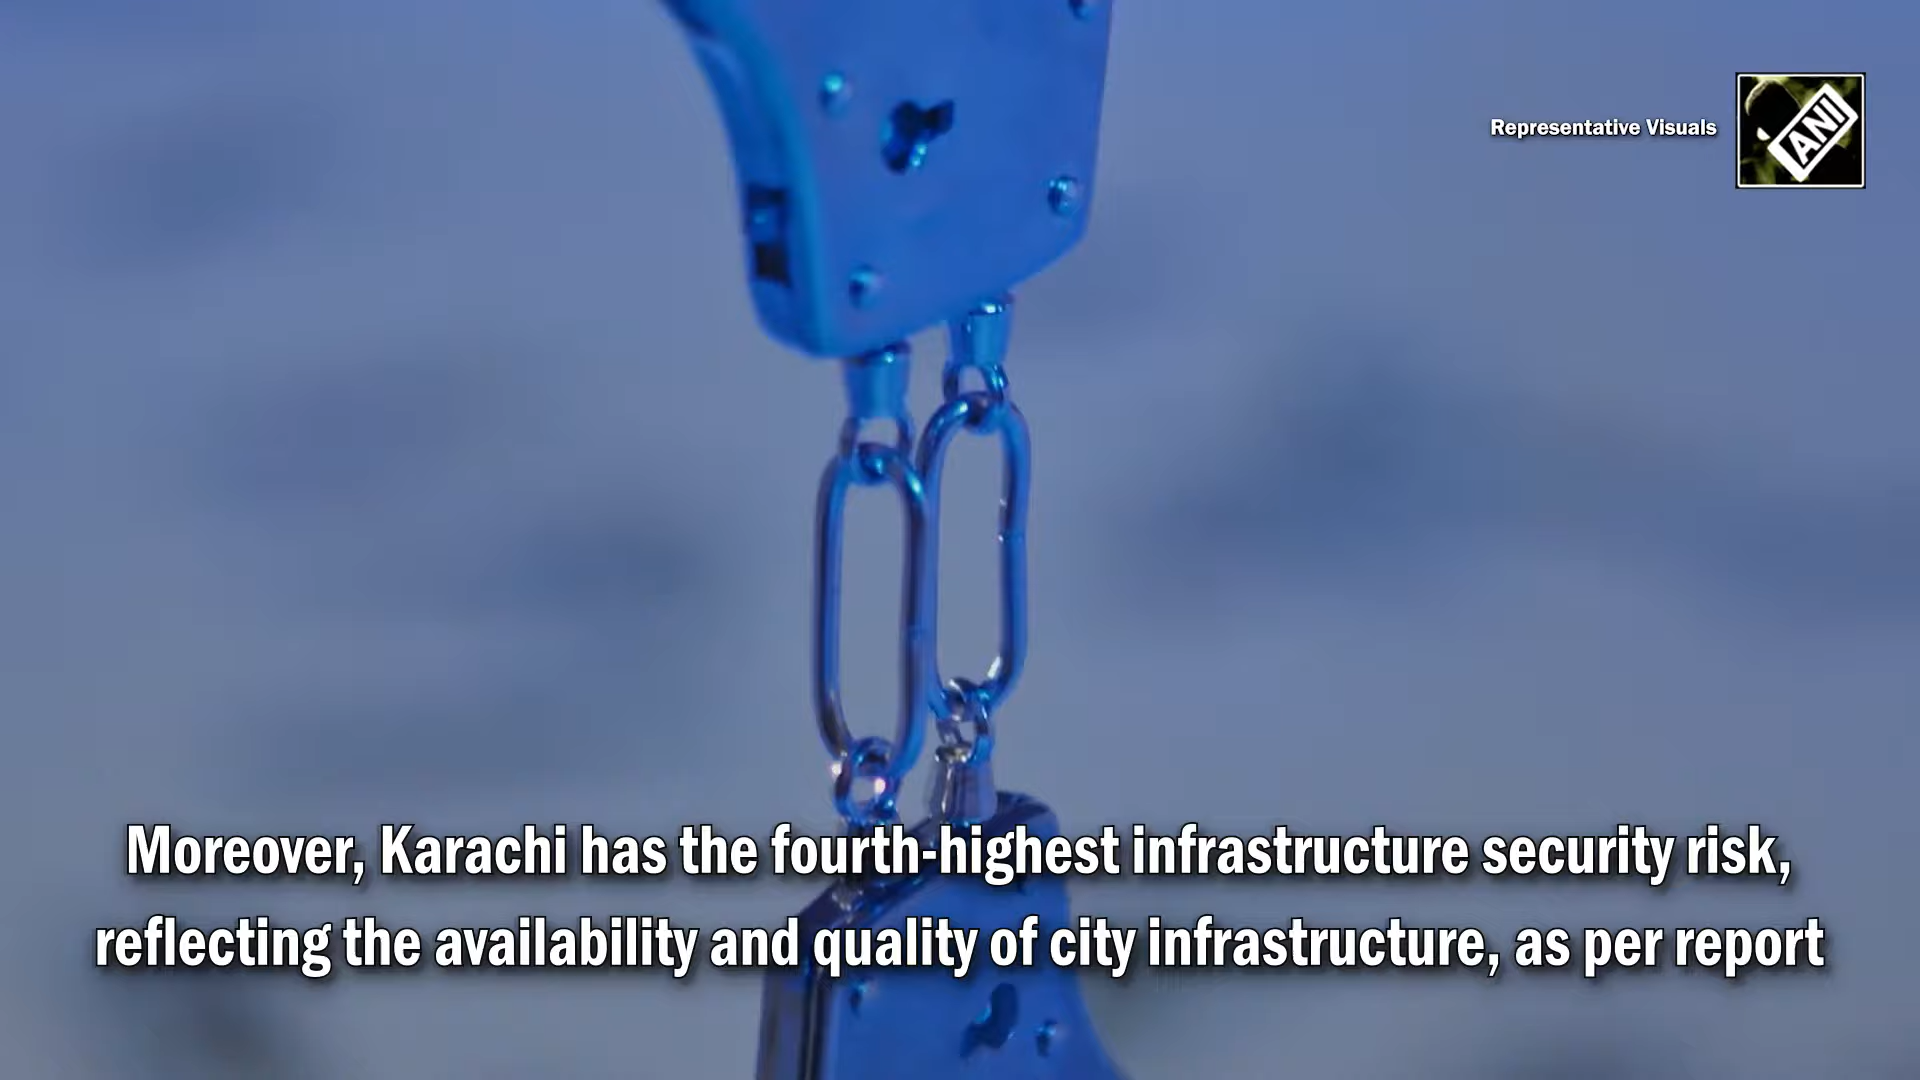 Representative Visuals
ANI
Moreover, Karachi has the fourth-highest infrastructure security risk,
reflecting the availability and quality of city infrastructure, as per report